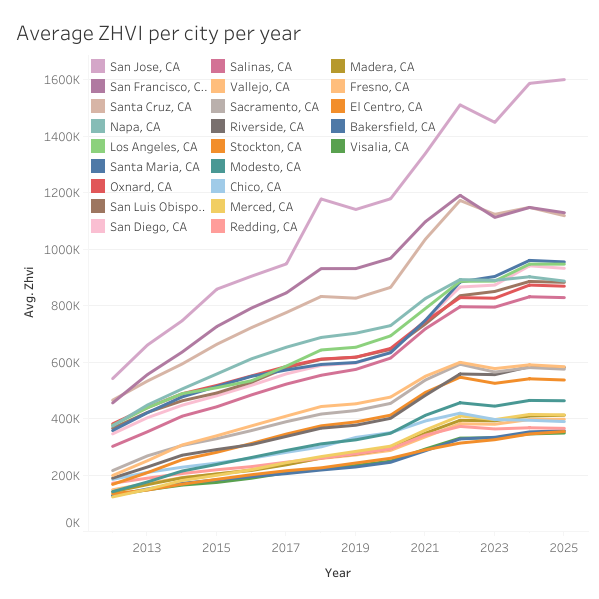 Average ZHVI per city per year
San Jose, CA
San Francisco, C..
Santa Cruz, CA
Napa, CA
Los Angeles, CA
Santa Maria, CA
Oxnard, CA
San Luis Obispo..
San Diego, CA
Salinas, CA
Vallejo, CA
Sacramento, CA
Riverside, CA
Stockton, CA
Modesto, CA
Chico, CA
Merced, CA
Redding, CA
Madera, CA
Fresno, CA
El Centro, CA
Bakersfield, CA
Visalia, CA
Avg. Zhvi
1600K
1400K
1200K
1000K
800K
600K
400K
200K
0K
2013
2015
2017
2019
2021
2023
2025
Year